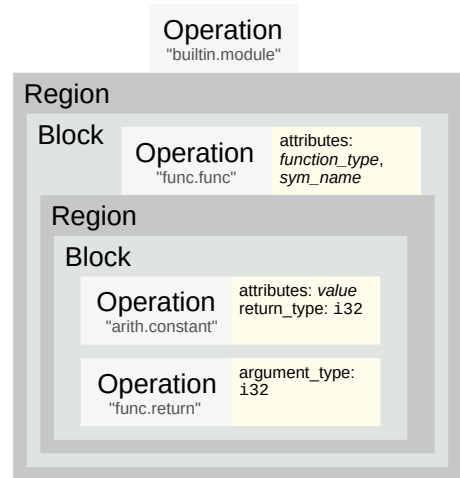 Operation
"builtin.module"
Region
Block
Operation
"func.func"
attributes:
function_type,
sym_name
Region
Block
Operation
"arith.constant"
attributes: value
return_type: i32
Operation
"func.return"
argument_type:
i32